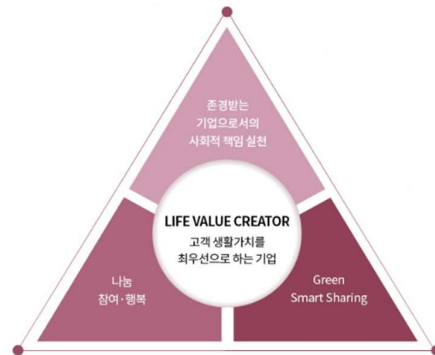 존경받는
기업으로서의
사회적 책임 실천
LIFE VALUE CREATOR
고객 생활가치를
최우선으로 하는 기업
나눔
참여·행복
Green
Smart Sharing